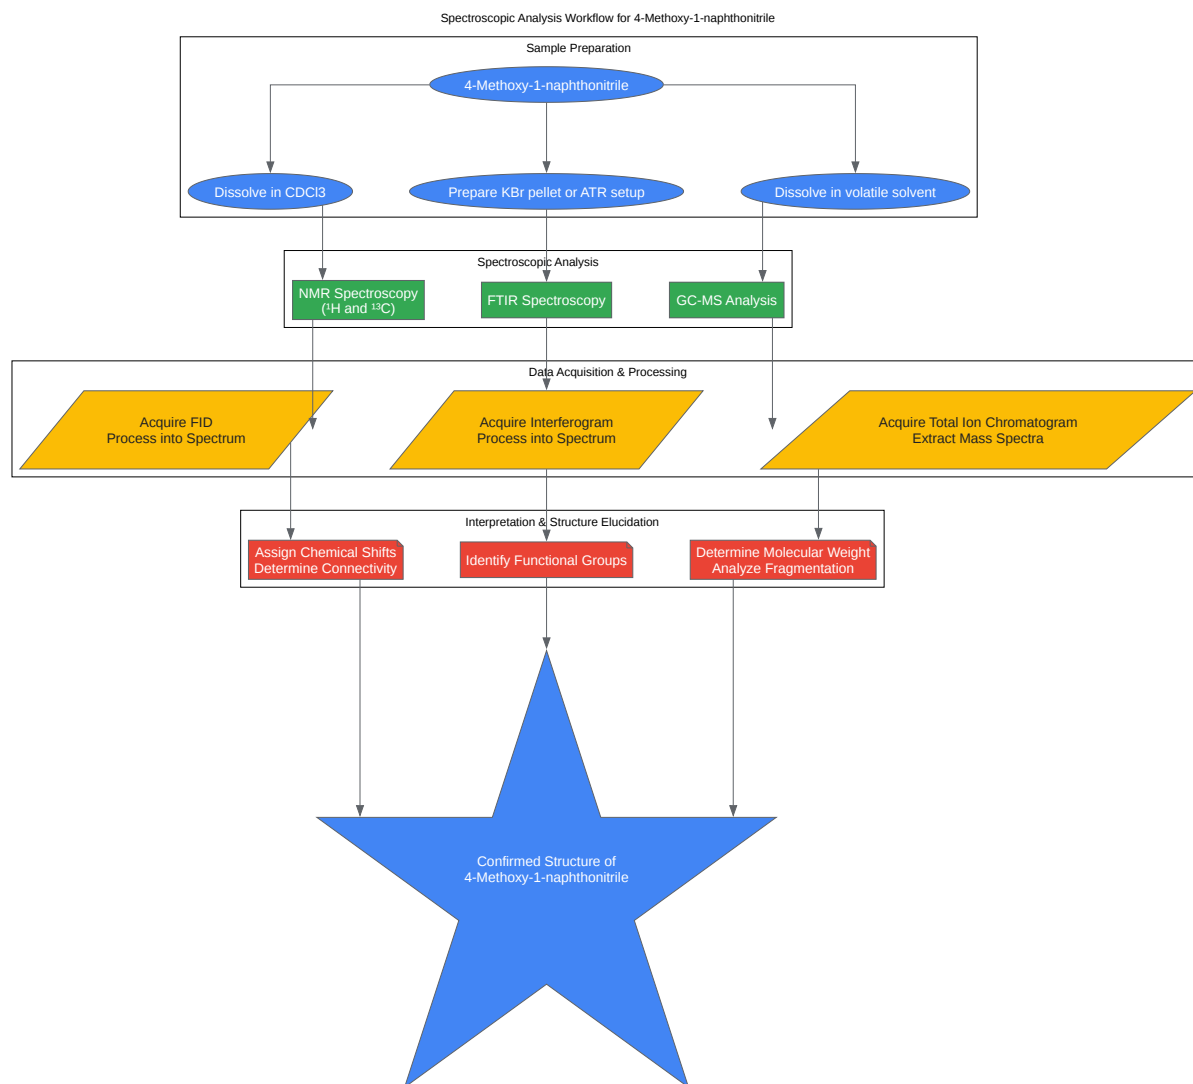 Spectroscopic Analysis Workflow for 4-Methoxy-1-naphthonitrile
Sample Preparation
4-Methoxy-1-naphthonitrile
Dissolve in CDCl3
Prepare KBr pellet or ATR setup
Dissolve in volatile solvent
Spectroscopic Analysis
NMR Spectroscopy
(¹H and ¹³C)
FTIR Spectroscopy
GC-MS Analysis
Data Acquisition & Processing
Acquire FID
Process into Spectrum
Acquire Interferogram
Process into Spectrum
Acquire Total Ion Chromatogram
Extract Mass Spectra
Interpretation & Structure Elucidation
Assign Chemical Shifts
Determine Connectivity
Identify Functional Groups
Determine Molecular Weight
Analyze Fragmentation
Confirmed Structure of
4-Methoxy-1-naphthonitrile